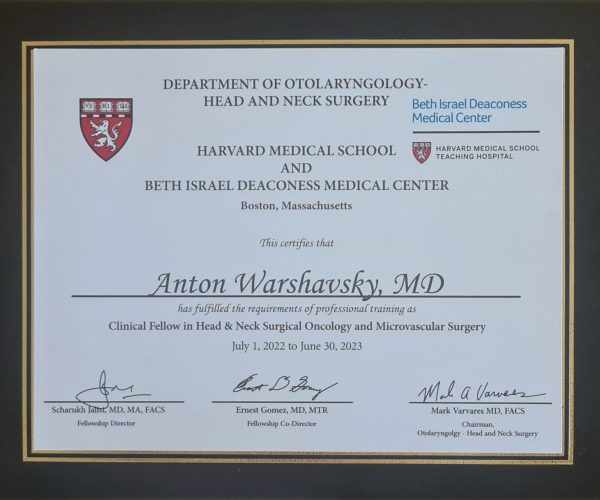 DEPARTMENT OF OTOLARYNGOLOGY-
HEAD AND NECK SURGERY
Beth Israel Deaconess
Medical Center
HARVARD MEDICAL SCHOOL
TEACHING HOSPITAL
VE RI TAS
HARVARD MEDICAL SCHOOL
AND
BETH ISRAEL DEACONESS MEDICAL CENTER
Boston, Massachusetts
This certifies that
Anton Warshavsky, MD
has fulfilled the requirements of professional training as
Clinical Fellow in Head & Neck Surgical Oncology and Microvascular Surgery
July 1, 2022 to June 30, 2023
Mark A Varvares
Scharukh Jalisi, MD, MA, FACS
Fellowship Director
Ernest Gomez, MD, MTR
Fellowship Co-Director
Mark Varvares MD, FACS
Chairman,
Otolaryngolgy - Head and Neck Surgery